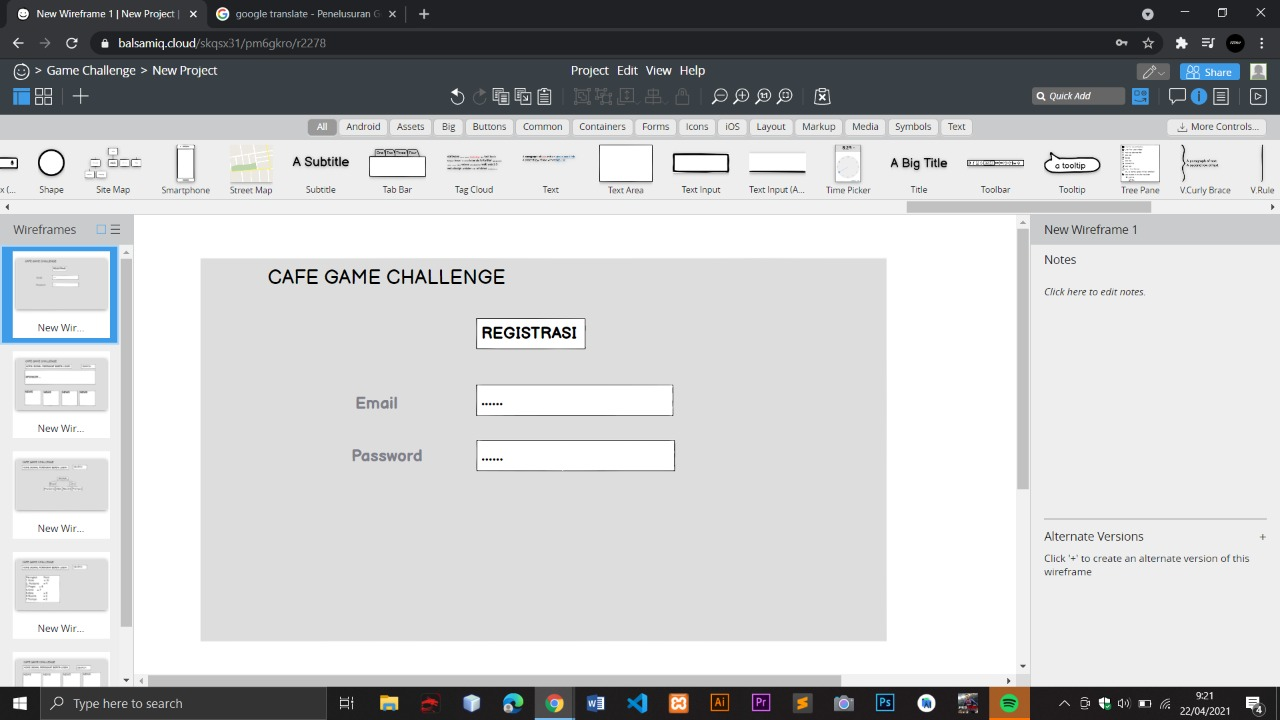 New Wireframe 1 | New Project |
google translate - Penelusuran G
balsamiq.cloud/skqsx31/pm6gkro/r2278
> Game Challenge > New Project
Project Edit View Help
Share
Quick Add
All Android Assets Big Buttons Common Containers Forms Icons iOS Layout Markup Media Symbols Text
More Controls...
A Subtitle
A Big Title
a tooltip
x (... Shape Site Map Smartphone Street Map Subtitle Tab Bar Tag Cloud Text Text Area Text Input Text Input (A... Time Picker Title Toolbar Tooltip Tree Pane V.Curly Brace V.Rule
Wireframes
New Wir...
New Wir...
New Wir...
New Wir...
CAFE GAME CHALLENGE
REGISTRASI
Email ......
Password ......
New Wireframe 1
Notes
Click here to edit notes.
Alternate Versions +
Click '+' to create an alternate version of this
wireframe
Type here to search
9:21
22/04/2021
4